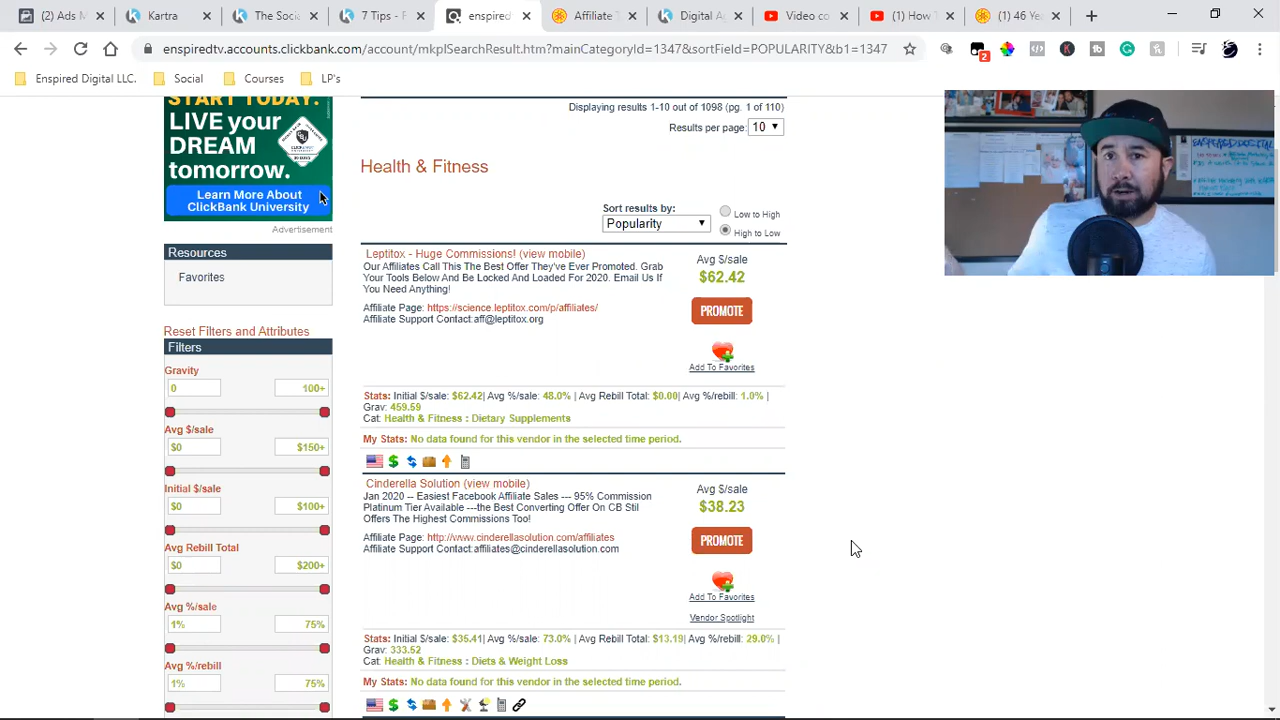 (2) Ads M
Kartra
The Socia
7 Tips -
enspired
Affiliate T
Digital A
Video co
(1) How T
(1) 46 Ye
enspiredtv.accounts.clickbank.com/account/mkplSearchResult.htm?mainCategoryId=1347&sortField=POPULARITY&b1=1347
2
Enspired Digital LLC.
Social
Courses
LP's
START TODAY.
LIVE your
DREAM
tomorrow.
Learn More About
ClickBank University
Advertisement
Resources
Favorites
Reset Filters and Attributes
Filters
Gravity
0 100+
Avg $/sale
$0 $150+
Initial $/sale
$0 $100+
Avg Rebill Total
$0 $200+
Avg %/sale
1% 75%
Avg %/rebill
1% 75%
Displaying results 1-10 out of 1098 (pg. 1 of 110)
Results per page: 10
Health & Fitness
Sort results by:
Popularity
Low to High
High to Low
Leptitox - Huge Commissions! (view mobile)
Our Affiliates Call This The Best Offer They've Ever Promoted. Grab
Your Tools Below And Be Locked And Loaded For 2020. Email Us If
You Need Anything!
Affiliate Page: https://science.leptitox.com/p/affiliates/
Affiliate Support Contact:aff@leptitox.org
Avg $/sale
$62.42
PROMOTE
Add To Favorites
Stats: Initial $/sale: $62.42| Avg %/sale: 48.0% | Avg Rebill Total: $0.00| Avg %/rebill: 1.0% |
Grav: 459.59
Cat: Health & Fitness : Dietary Supplements
My Stats: No data found for this vendor in the selected time period.
Cinderella Solution (view mobile)
Jan 2020 -- Easiest Facebook Affiliate Sales --- 95% Commission
Platinum Tier Available ---the Best Converting Offer On CB Stil
Offers The Highest Commissions Too!
Affiliate Page: http://www.cinderellasolution.com/affiliates
Affiliate Support Contact:affiliates@cinderellasolution.com
Avg $/sale
$38.23
PROMOTE
Add To Favorites
Vendor Spotlight
Stats: Initial $/sale: $35.41| Avg %/sale: 73.0% | Avg Rebill Total: $13.19| Avg %/rebill: 29.0% |
Grav: 333.52
Cat: Health & Fitness : Diets & Weight Loss
My Stats: No data found for this vendor in the selected time period.